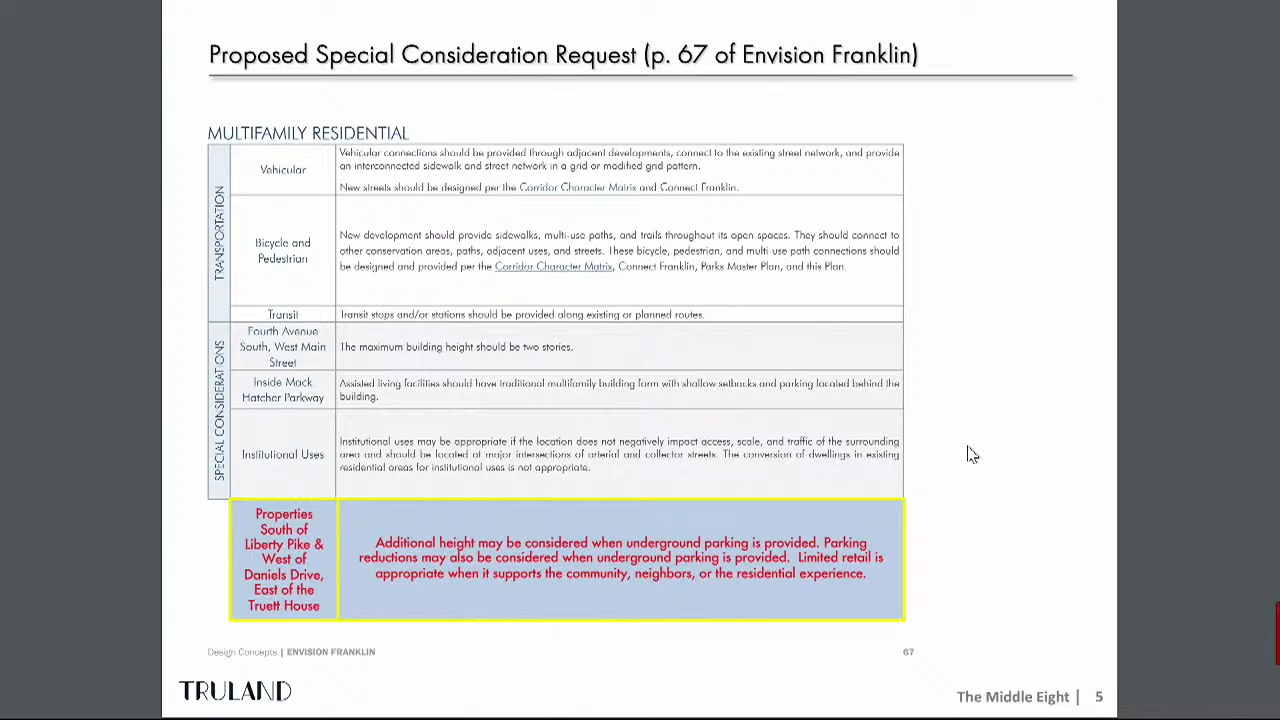 Proposed Special Consideration Request (p. 67 of Envision Franklin)
MULTIFAMILY RESIDENTIAL
TRANSPORTATION
Vehicular
Vehicular connections should be provided through adjacent developments, connect to the existing street network, and provide
an interconnected sidewalk and street network in a grid or modified grid pattern.
New streets should be designed per the Corridor Character Matrix and Connect Franklin.
Bicycle and
Pedestrian
New development should provide sidewalks, multi-use paths, and trails throughout its open spaces. They should connect to
other conservation areas, paths, adjacent uses, and streets. These bicycle, pedestrian, and multi use path connections should
be designed and provided per the Corridor Character Matrix, Connect Franklin, Parks Master Plan, and this Plan.
Transit
Transit stops and/or stations should be provided along existing or planned routes.
SPECIAL CONSIDERATIONS
Fourth Avenue
South, West Main
Street
The maximum building height should be two stories.
Inside Mack
Hatcher Parkway
Assisted living facilities should have traditional multifamily building form with shallow setbacks and parking located behind the
building.
Institutional Uses
Institutional uses may be appropriate if the location does not negatively impact access, scale, and traffic of the surrounding
area and should be located at major intersections of arterial and collector streets. The conversion of dwellings in existing
residential areas for institutional uses is not appropriate.
Properties
South of
Liberty Pike &
West of
Daniels Drive,
East of the
Truett House
Additional height may be considered when underground parking is provided. Parking
reductions may also be considered when underground parking is provided. Limited retail is
appropriate when it supports the community, neighbors, or the residential experience.
Design Concepts | ENVISION FRANKLIN
67
TRULAND
The Middle Eight | 5